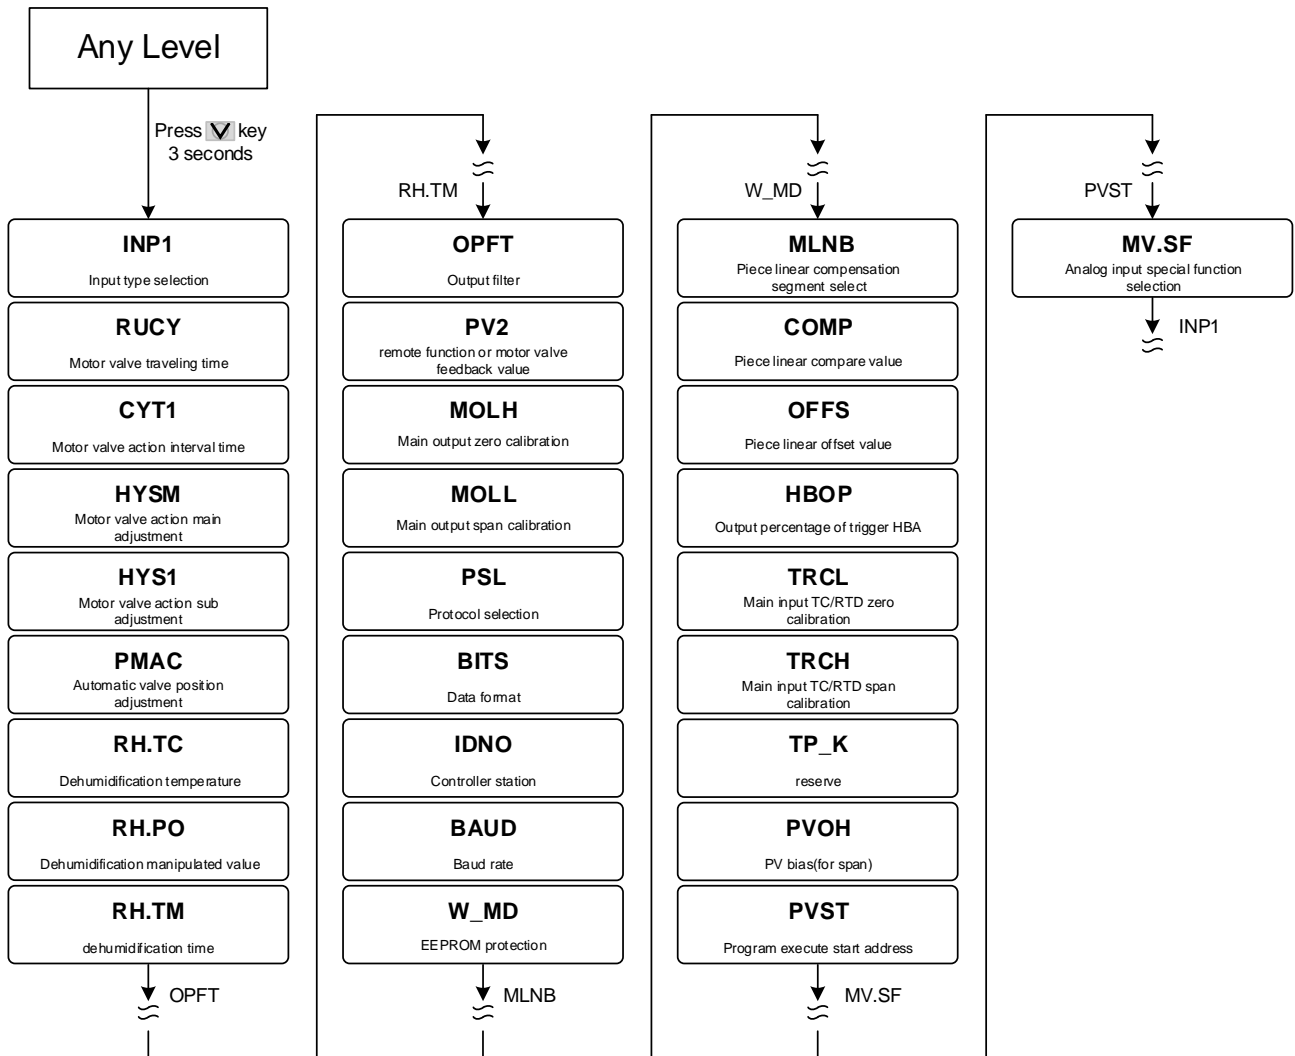 Any Level
Press key
3 seconds
INP1
Input type selection
RUCY
Motor valve traveling time
CYT1
Motor valve action interval time
HYSM
Motor valve action main
adjustment
HYS1
Motor valve action sub
adjustment
PMAC
Automatic valve position
adjustment
RH.TC
Dehumidification temperature
RH.PO
Dehumidification manipulated value
RH.TM
dehumidification time
OPFT
RH.TM
OPFT
Output filter
PV2
remote function or motor valve
feedback value
MOLH
Main output zero calibration
MOLL
Main output span calibration
PSL
Protocol selection
BITS
Data format
IDNO
Controller station
BAUD
Baud rate
W_MD
EEPROM protection
MLNB
W_MD
MLNB
Piece linear compensation
segment select
COMP
Piece linear compare value
OFFS
Piece linear offset value
HBOP
Output percentage of trigger HBA
TRCL
Main input TC/RTD zero
calibration
TRCH
Main input TC/RTD span
calibration
TP_K
reserve
PVOH
PV bias(for span)
PVST
Program execute start address
MV.SF
PVST
MV.SF
Analog input special function
selection
INP1